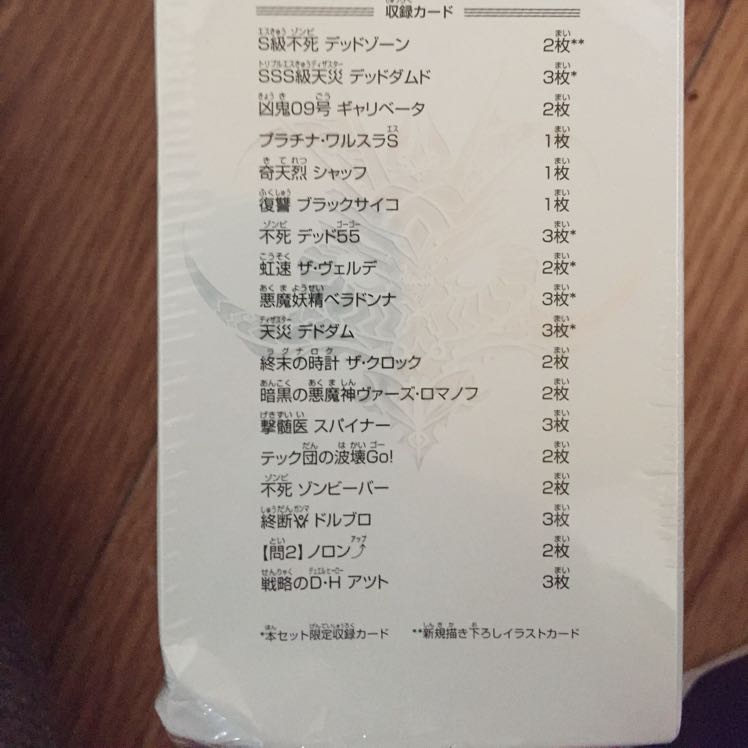 収録カード
S級不死 デッドゾーン 2枚**
SSS級天災 デッドダムド 3枚*
凶鬼09号 ギャリベータ 2枚
プラチナ・ワルスラS 1枚
奇天烈 シャッフ 1枚
復讐 ブラックサイコ 1枚
不死 デッド55 3枚*
虹速 ザ・ヴェルデ 2枚*
悪魔妖精ベラドンナ 3枚*
天災 デドダム 3枚*
終末の時計 ザ・クロック 2枚
暗黒の悪魔神ヴァーズ・ロマノフ 2枚
撃髄医 スパイナー 3枚
テック団の波壊Go! 2枚
不死 ゾンビーバー 2枚
終断γ ドルブロ 3枚
【問2】ノロン⤴ 2枚
戦略のD・H アツト 3枚
*本セット限定収録カード **新規描き下ろしイラストカード